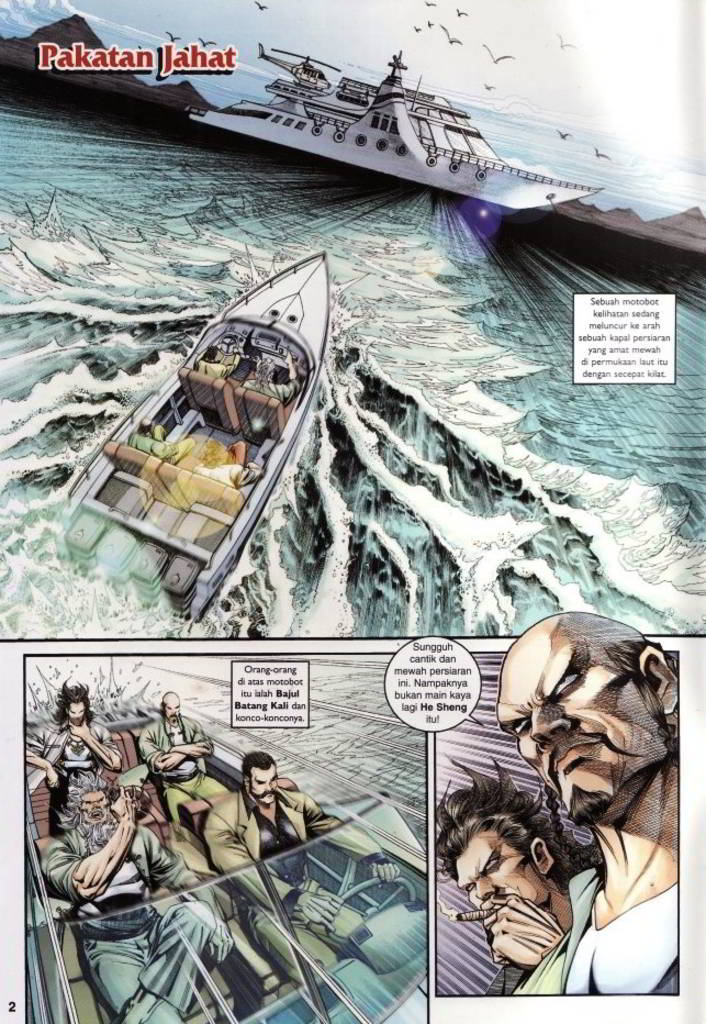 Pakatan Jahat
Sebuah motobot
kelihatan sedang
meluncur ke arah
sebuah kapal persiaran
yang amat mewah
di permukaan laut itu
dengan secepat kilat.
Orang-orang
di atas motobot
itu ialah Bajul
Batang Kali dan
konco-konconya.
Sungguh
cantik dan
mewah persiaran
ini. Nampaknya
bukan main kaya
lagi He Sheng
itu!
2